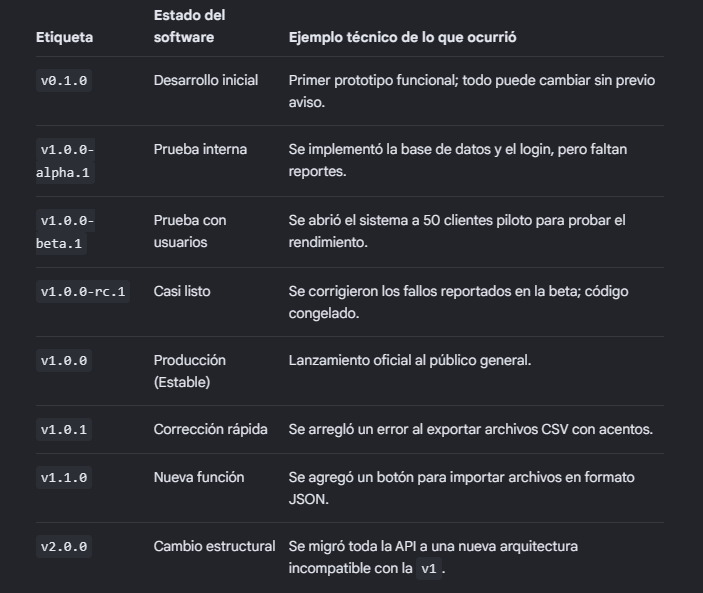 Estado del
Etiqueta software Ejemplo técnico de lo que ocurrió
v0.1.0 Desarrollo inicial Primer prototipo funcional; todo puede cambiar sin previo
aviso.
v1.0.0- Prueba interna Se implementó la base de datos y el login, pero faltan
alpha.1 reportes.
v1.0.0- Prueba con Se abrió el sistema a 50 clientes piloto para probar el
beta.1 usuarios rendimiento.
v1.0.0-rc.1 Casi listo Se corrigieron los fallos reportados en la beta; código
congelado.
v1.0.0 Producción Lanzamiento oficial al público general.
(Estable)
v1.0.1 Corrección rápida Se arregló un error al exportar archivos CSV con acentos.
v1.1.0 Nueva función Se agregó un botón para importar archivos en formato
JSON.
v2.0.0 Cambio estructural Se migró toda la API a una nueva arquitectura
incompatible con la v1 .